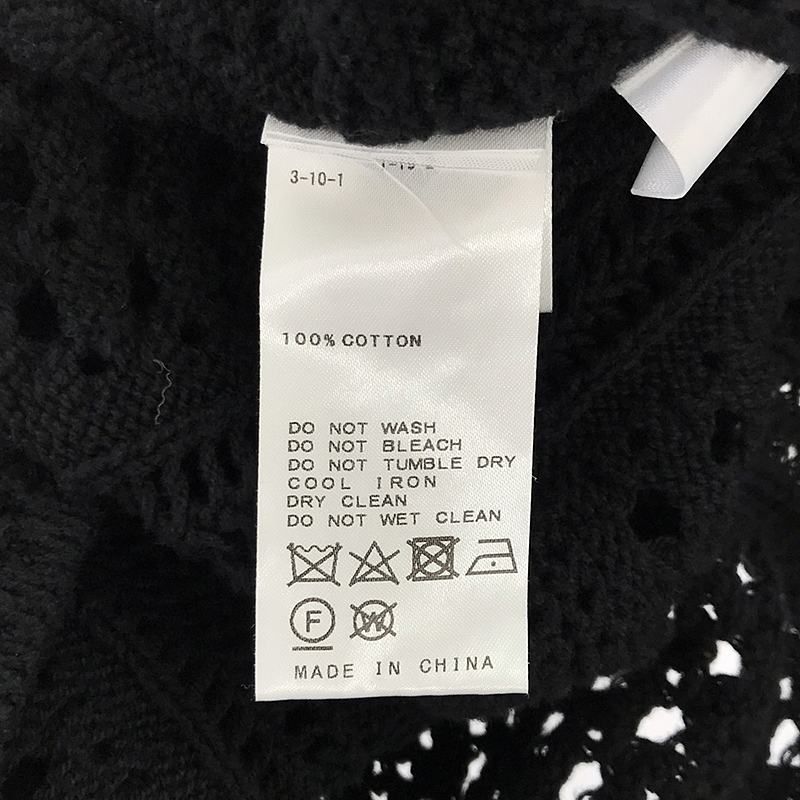 3-10-1
100% COTTON
DO NOT WASH
DO NOT BLEACH
DO NOT TUMBLE DRY
COOL IRON
DRY CLEAN
DO NOT WET CLEAN
F W
MADE IN CHINA